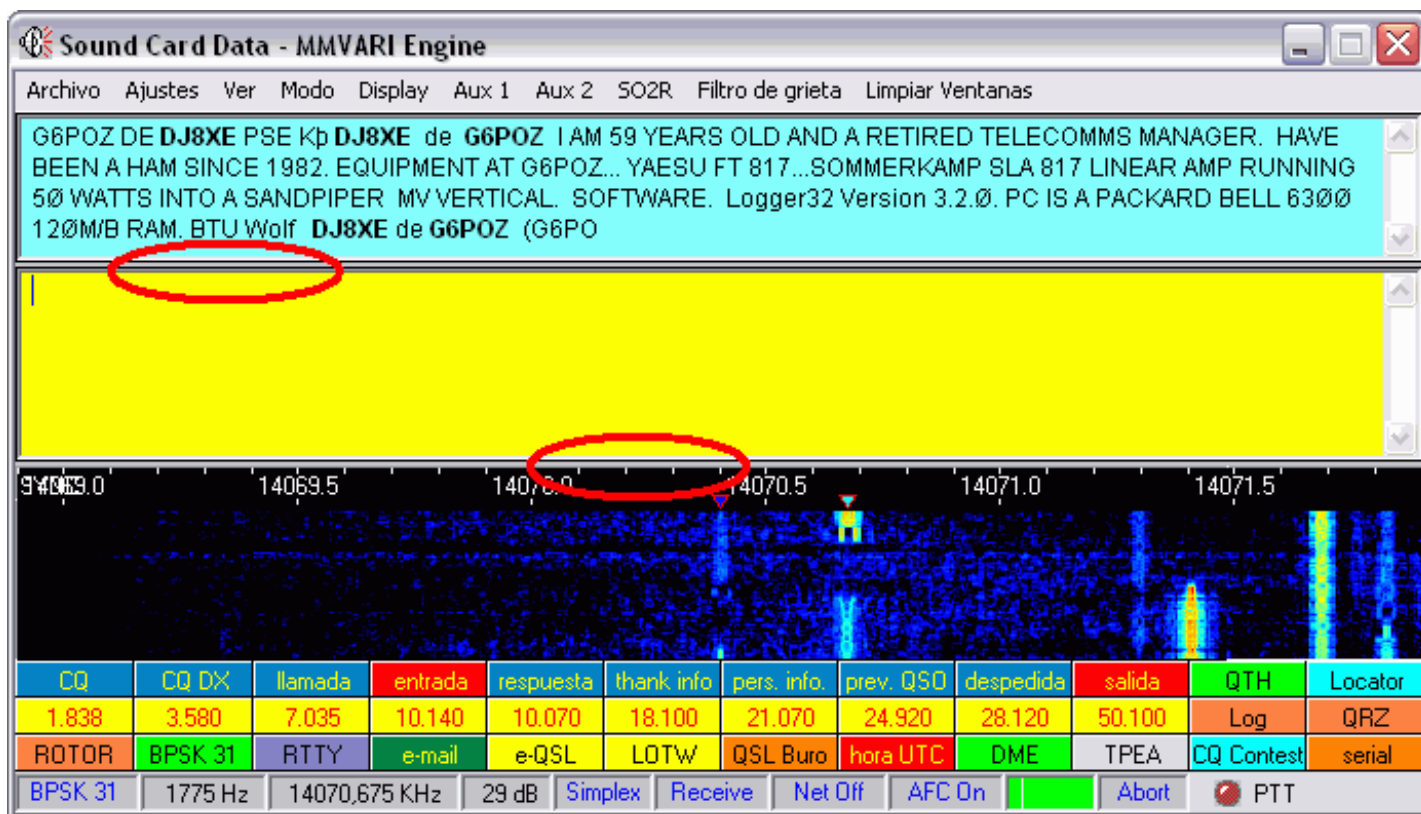 Sound Card Data - MMVARI Engine
Archivo Ajustes Ver Modo Display Aux 1 Aux 2 SO2R Filtro de grieta Limpiar Ventanas
G6POZ DE DJ8XE PSE Kþ DJ8XE de G6POZ I AM 59 YEARS OLD AND A RETIRED TELECOMMS MANAGER. HAVE
BEEN A HAM SINCE 1982. EQUIPMENT AT G6POZ... YAESU FT 817...SOMMERKAMP SLA 817 LINEAR AMP RUNNING
5Ø WATTS INTO A SANDPIPER MV VERTICAL. SOFTWARE. Logger32 Version 3.2.Ø. PC IS A PACKARD BELL 63ØØ
12ØM/B RAM. BTU Wolf DJ8XE de G6POZ (G6PO
14069.5 14070.0 14070.5 14071.0 14071.5
CQ CQ DX llamada entrada respuesta thank info pers. info. prev. QSO despedida salida QTH Locator
1.838 3.580 7.035 10.140 10.070 18.100 21.070 24.920 28.120 50.100 Log QRZ
ROTOR BPSK 31 RTTY e-mail e-QSL LOTW QSL Buro hora UTC DME TPEA CQ Contest serial
BPSK 31 1775 Hz 14070,675 KHz 29 dB Simplex Receive Net Off AFC On Abort PTT